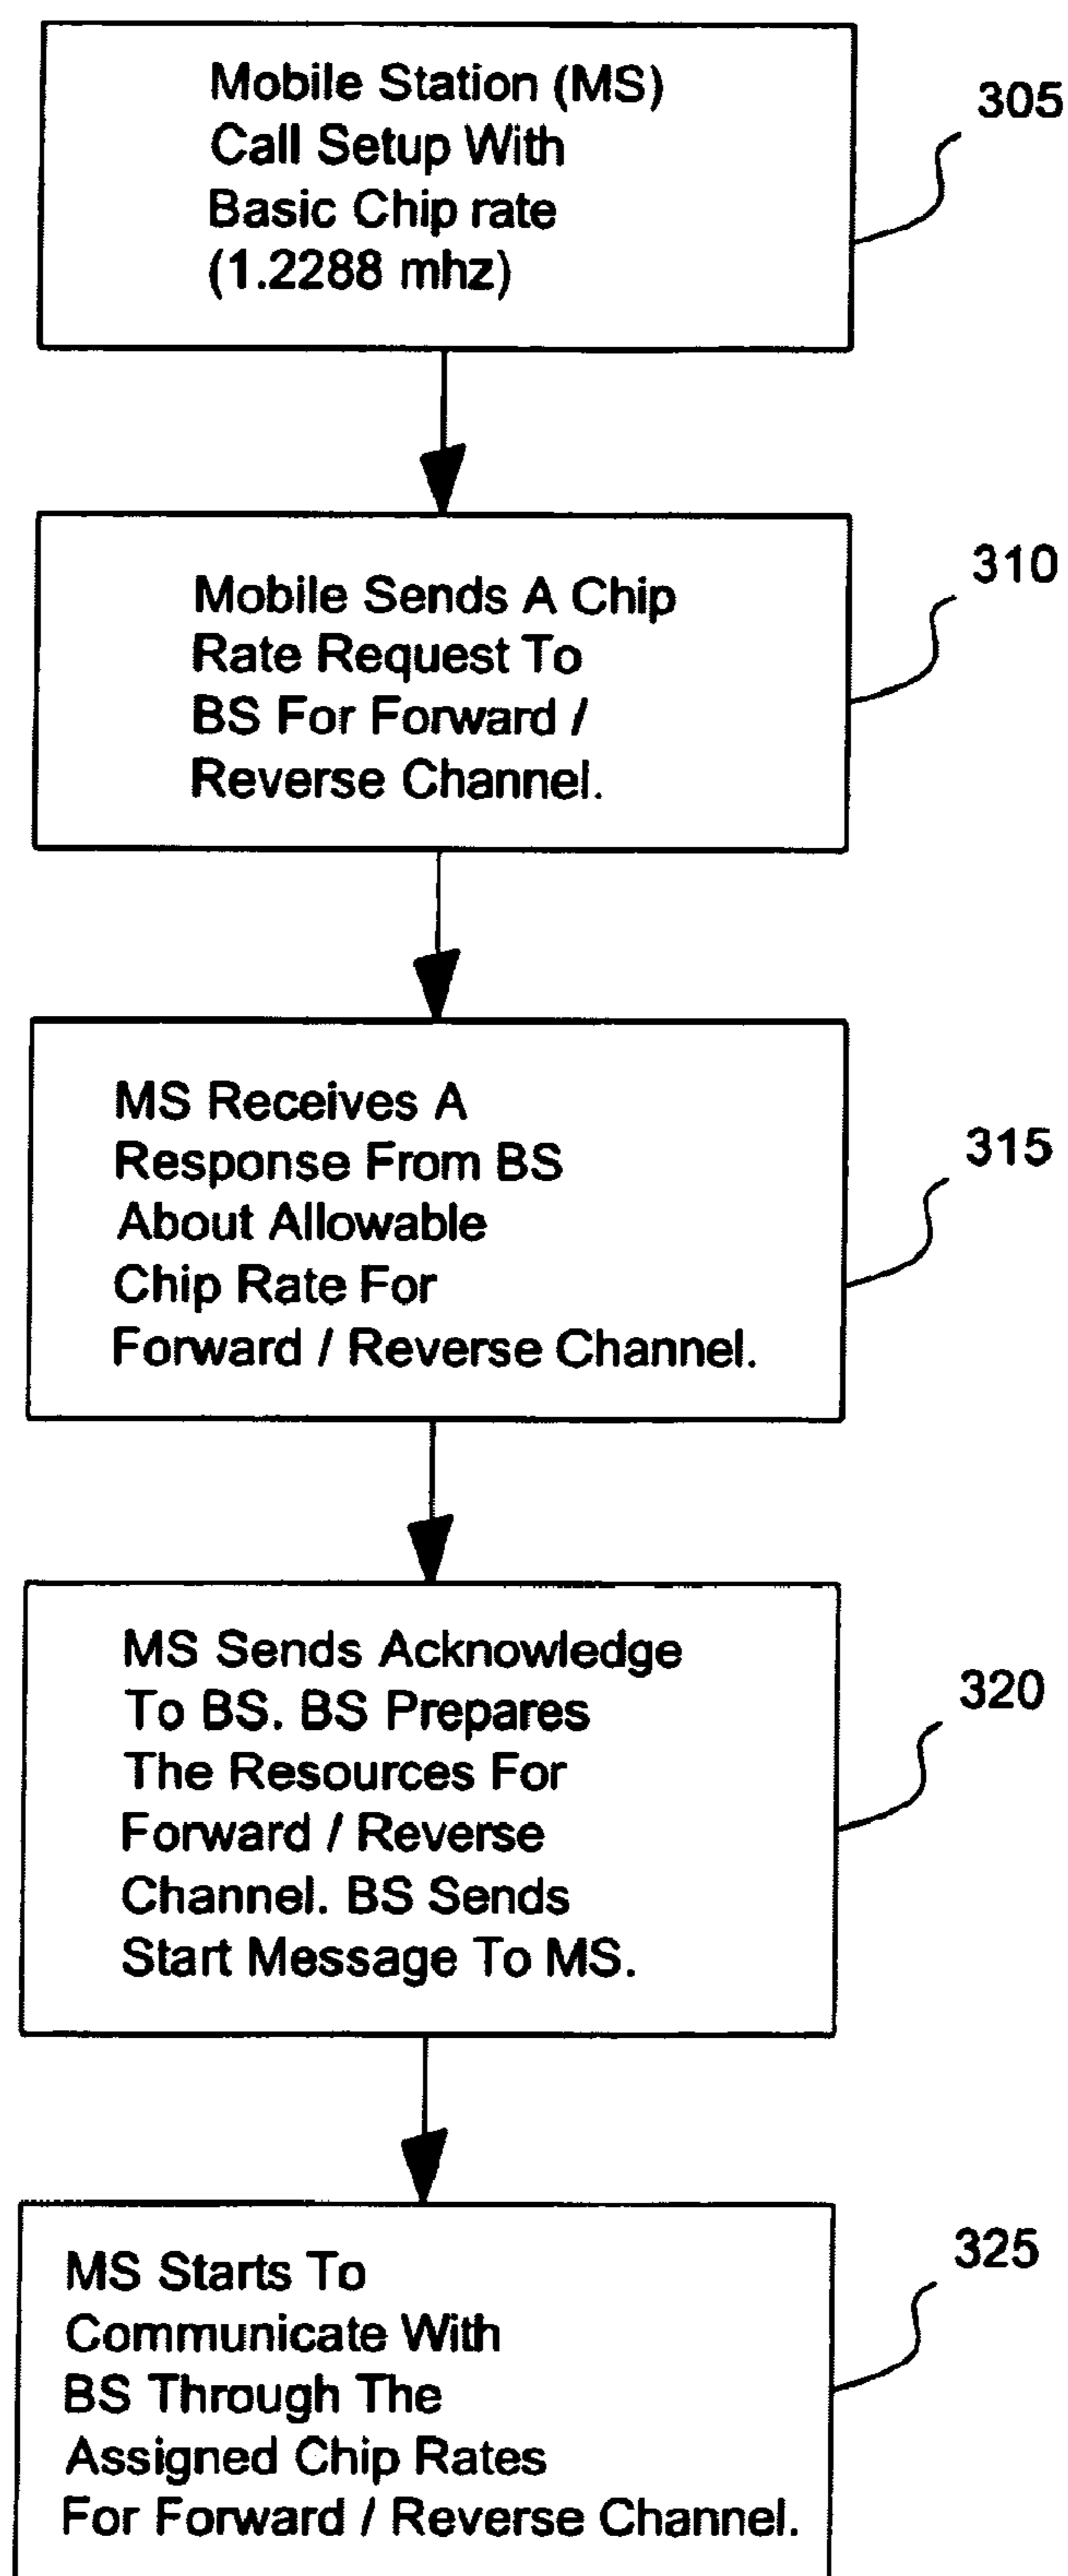 Mobile Station (MS)
Call Setup With
Basic Chip rate
(1.2288 mhz)
305
Mobile Sends A Chip
Rate Request To
BS For Forward /
Reverse Channel.
310
MS Receives A
Response From BS
About Allowable
Chip Rate For
Forward / Reverse Channel.
315
MS Sends Acknowledge
To BS. BS Prepares
The Resources For
Forward / Reverse
Channel. BS Sends
Start Message To MS.
320
MS Starts To
Communicate With
BS Through The
Assigned Chip Rates
For Forward / Reverse Channel.
325